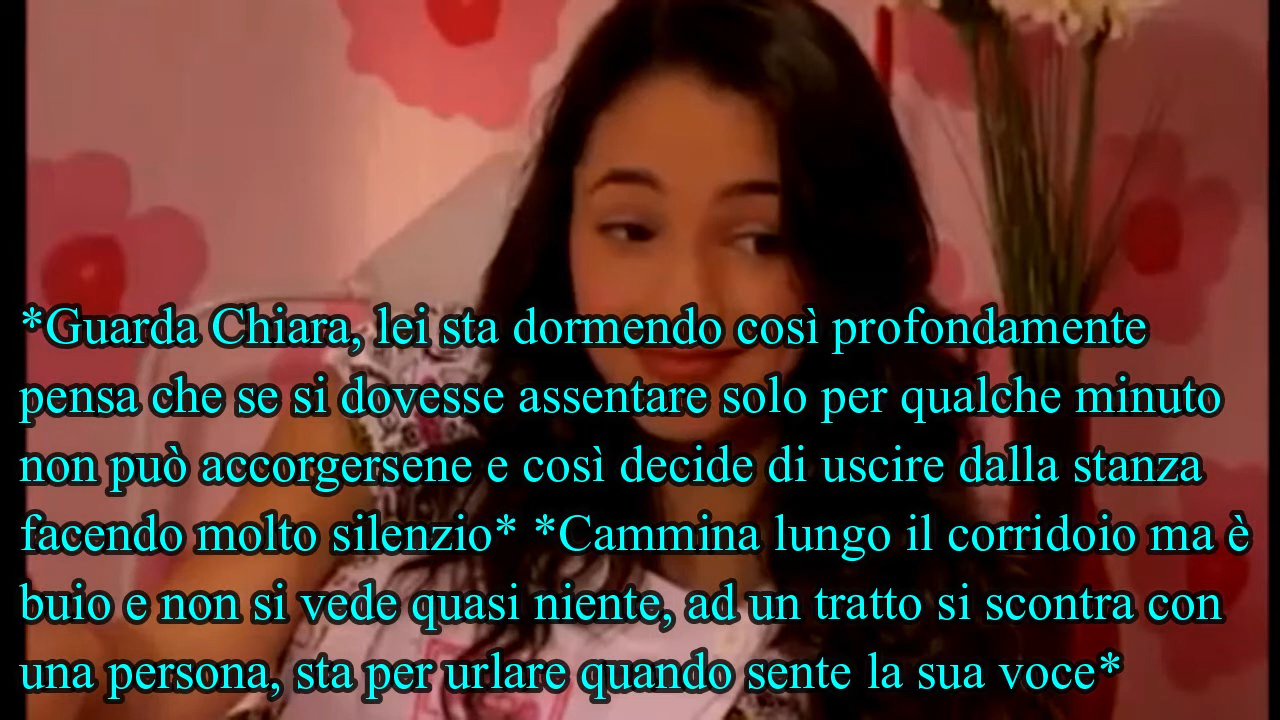 *Guarda Chiara, lei sta dormendo così profondamente
pensa che se si dovesse assentare solo per qualche minuto
non può accorgersene e così decide di uscire dalla stanza
facendo molto silenzio* *Cammina lungo il corridoio ma è
buio e non si vede quasi niente, ad un tratto si scontra con
una persona, sta per urlare quando sente la sua voce*